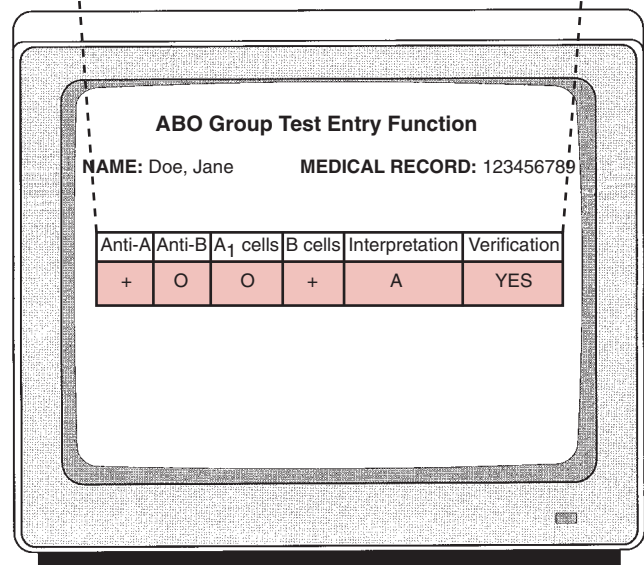 ABO Group Test Entry Function
NAME: Doe, Jane MEDICAL RECORD: 123456789
Anti-A Anti-B A1 cells B cells Interpretation Verification
+ O O + A YES